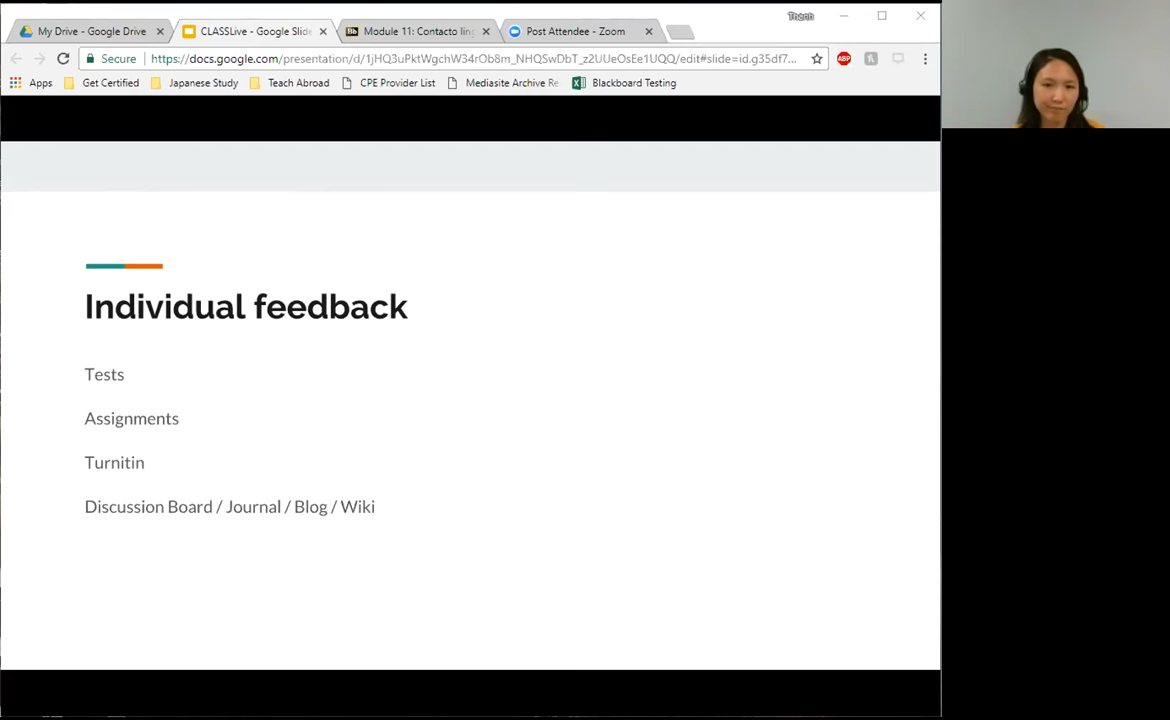 Thanh
My Drive - Google Drive
CLASSLive - Google Slide
Module 11: Contacto lin
Post Attendee - Zoom
Secure
https://docs.google.com/presentation/d/1jHQ3uPktWgchW34rOb8m_NHQSwDbT_z2UUeOsEe1UQQ/edit#slide=id.g35df7...
ABP
Apps
Get Certified
Japanese Study
Teach Abroad
CPE Provider List
Mediasite Archive Re
Blackboard Testing
Individual feedback
Tests
Assignments
Turnitin
Discussion Board / Journal / Blog / Wiki